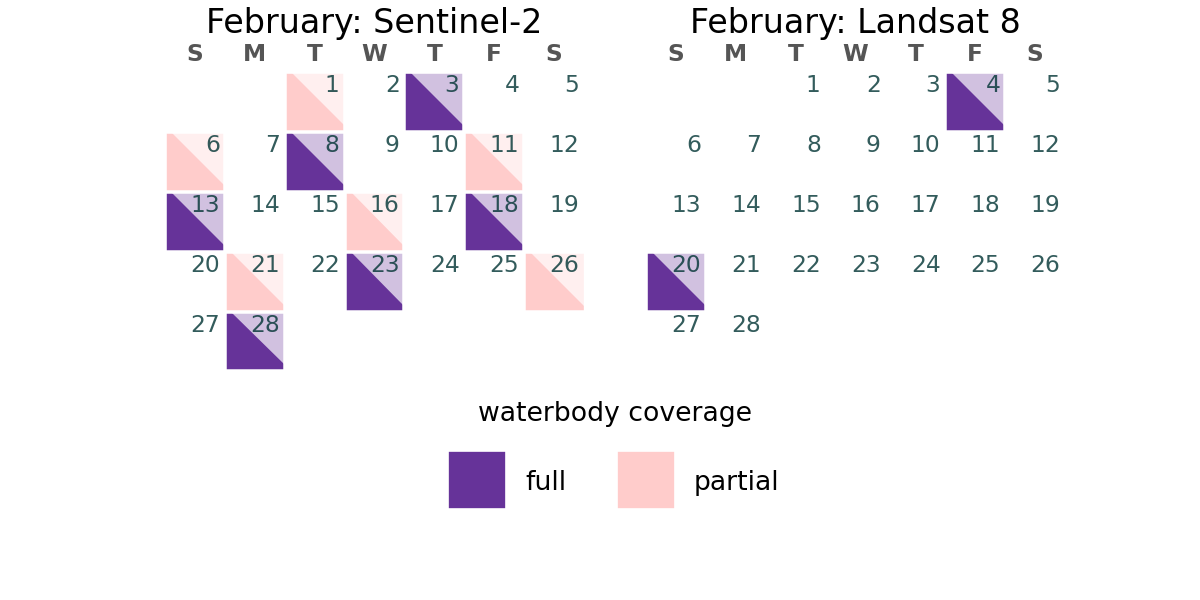 February: Sentinel-2
S M T W T F S
1 2 3 4 5
6 7 8 9 10 11 12
13 14 15 16 17 18 19
20 21 22 23 24 25 26
27 28
February: Landsat 8
S M T W T F S
1 2 3 4 5
6 7 8 9 10 11 12
13 14 15 16 17 18 19
20 21 22 23 24 25 26
27 28
waterbody coverage
full
partial